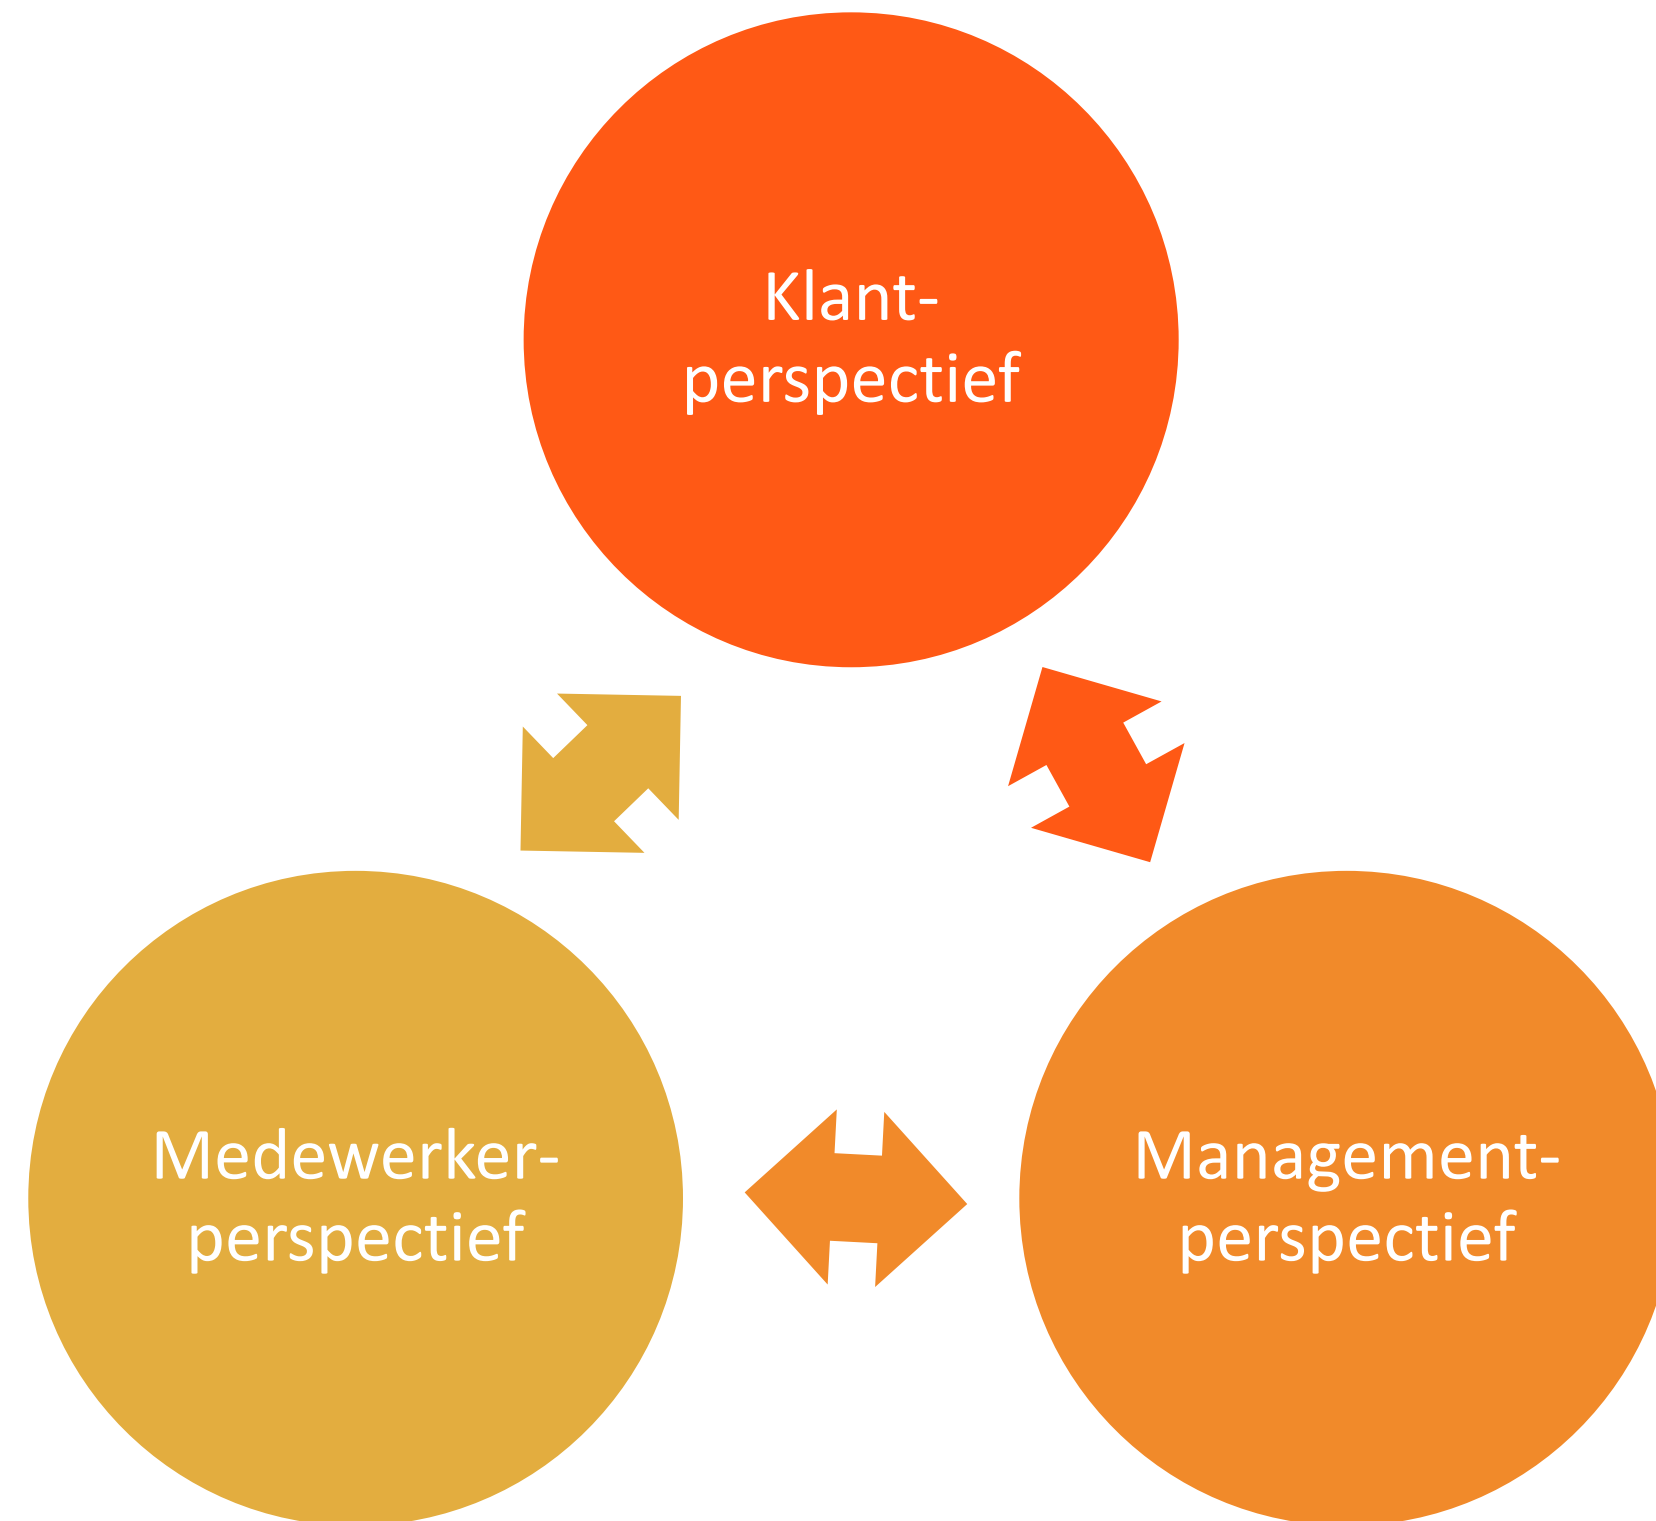 Klant-
perspectief
Medewerker-
perspectief
Management-
perspectief